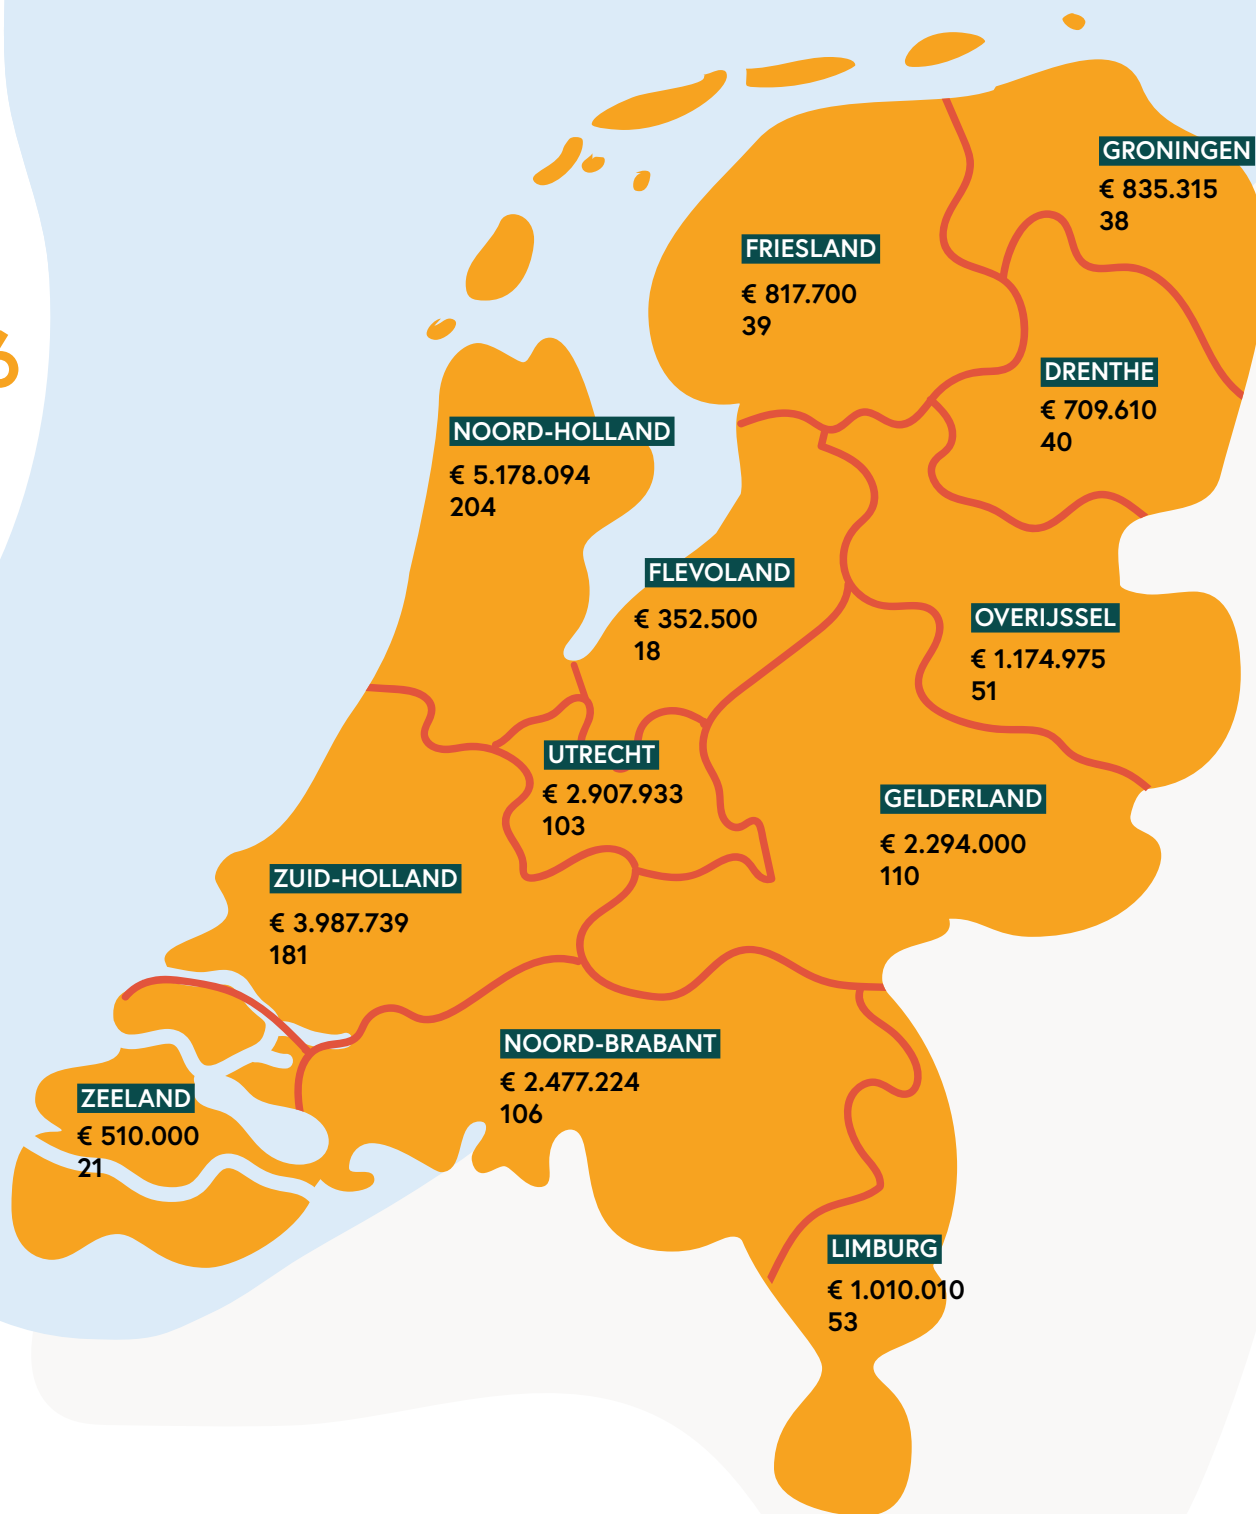 GRONINGEN
€ 835.315
38
FRIESLAND
€ 817.700
39
DRENTHE
€ 709.610
40
NOORD-HOLLAND
€ 5.178.094
204
FLEVOLAND
€ 352.500
18
OVERIJSSEL
€ 1.174.975
51
UTRECHT
€ 2.907.933
103
GELDERLAND
€ 2.294.000
110
ZUID-HOLLAND
€ 3.987.739
181
NOORD-BRABANT
€ 2.477.224
106
ZEELAND
€ 510.000
21
LIMBURG
€ 1.010.010
53